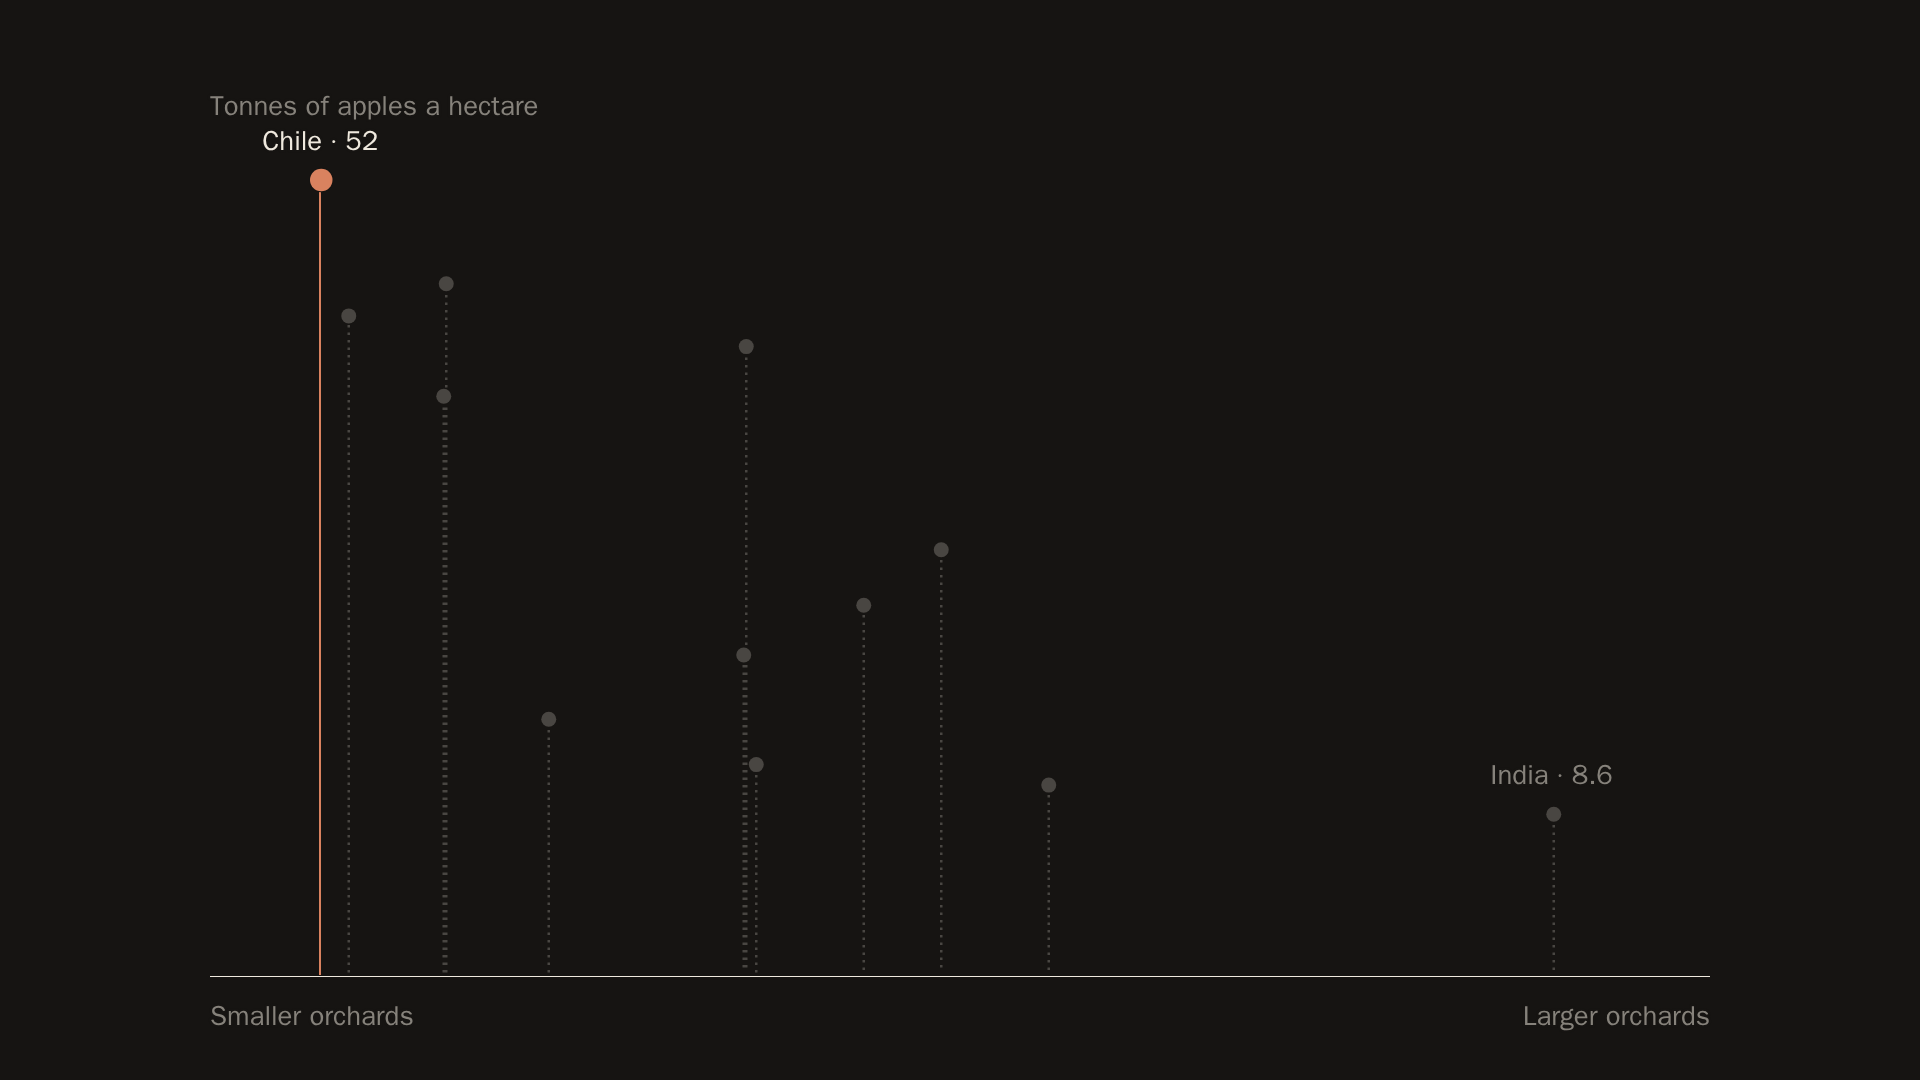 Tonnes of apples a hectare
Chile · 52
India · 8.6
Smaller orchards
Larger orchards